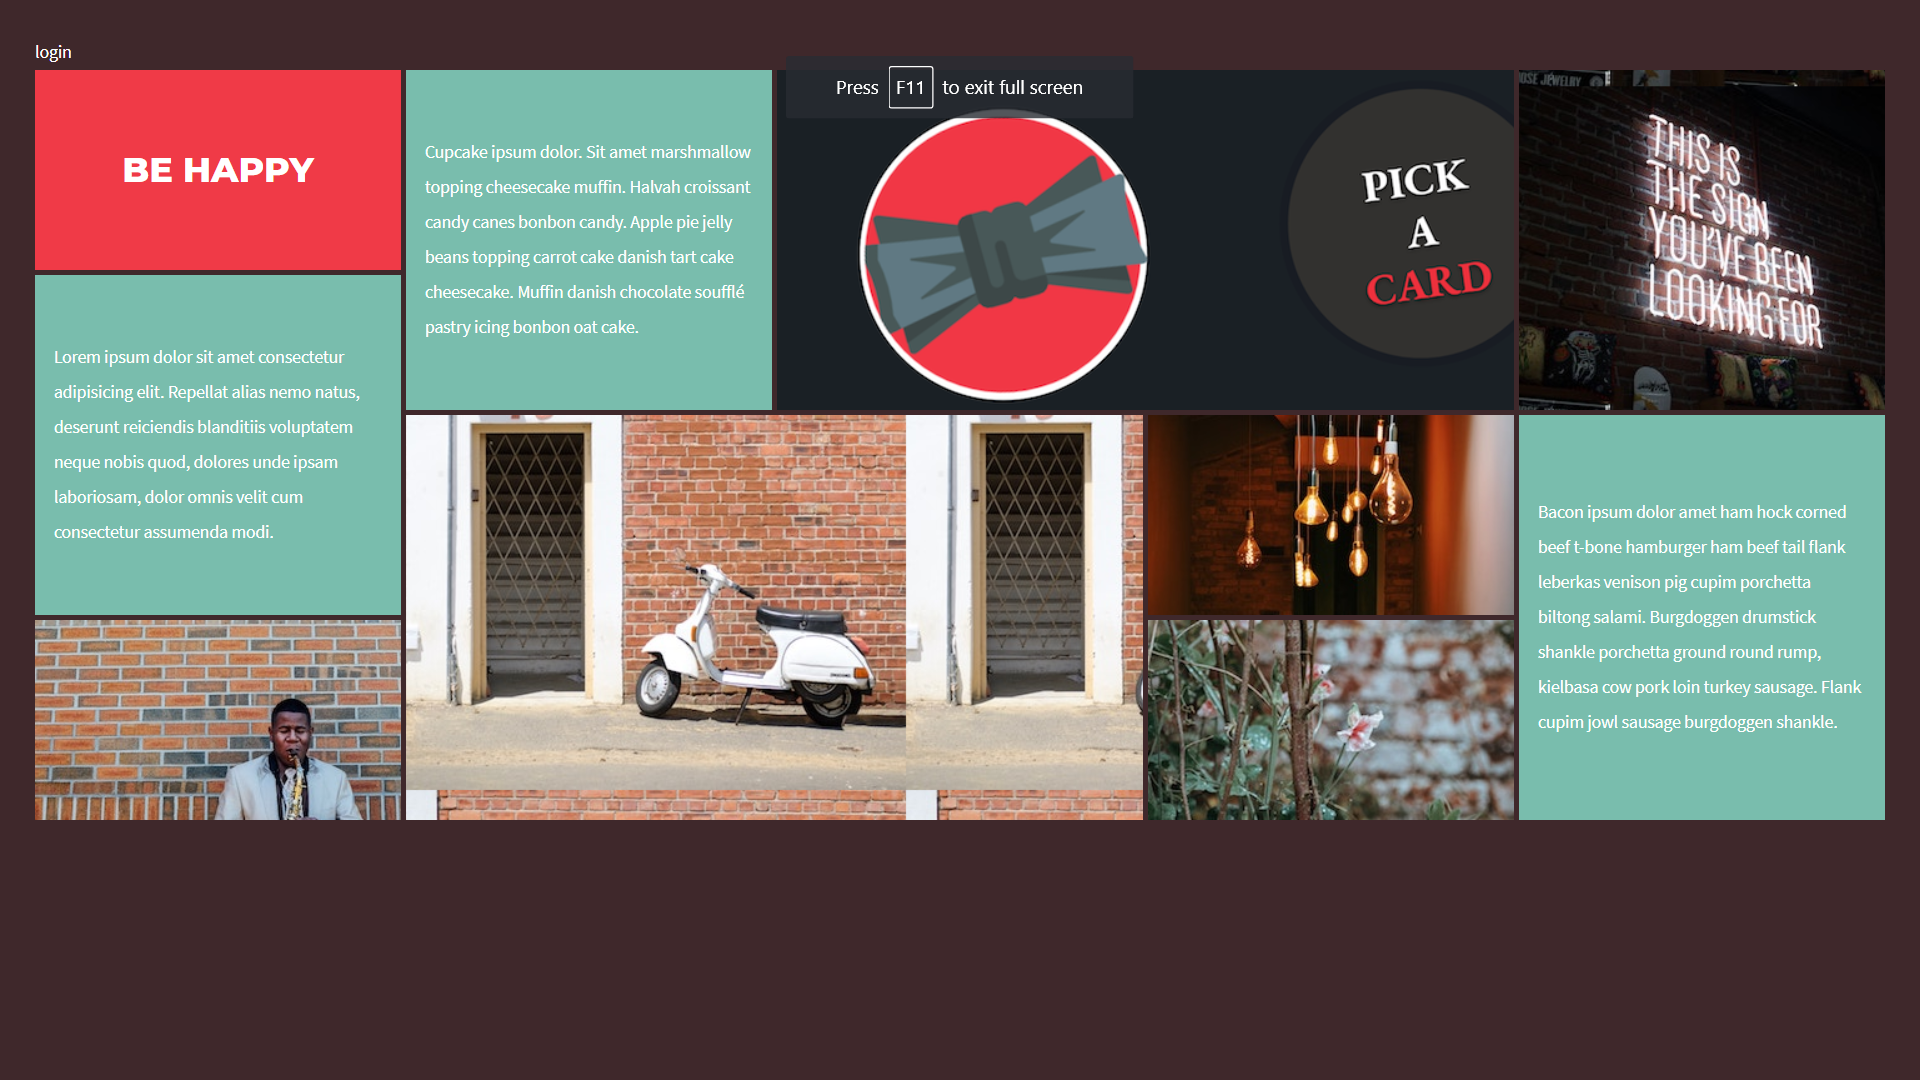 login
Press F11 to exit full screen
BE HAPPY
Cupcake ipsum dolor. Sit amet marshmallow
topping cheesecake muffin. Halvah croissant
candy canes bonbon candy. Apple pie jelly
beans topping carrot cake danish tart cake
cheesecake. Muffin danish chocolate soufflé
pastry icing bonbon oat cake.
PICK
A
CARD
JEWELRY
THIS IS
THE SIGN
YOU'VE BEEN
LOOKING FOR
Lorem ipsum dolor sit amet consectetur
adipisicing elit. Repellat alias nemo natus,
deserunt reiciendis blanditiis voluptatem
neque nobis quod, dolores unde ipsam
laboriosam, dolor omnis velit cum
consectetur assumenda modi.
Bacon ipsum dolor amet ham hock corned
beef t-bone hamburger ham beef tail flank
leberkas venison pig cupim porchetta
biltong salami. Burgdoggen drumstick
shankle porchetta ground round rump,
kielbasa cow pork loin turkey sausage. Flank
cupim jowl sausage burgdoggen shankle.